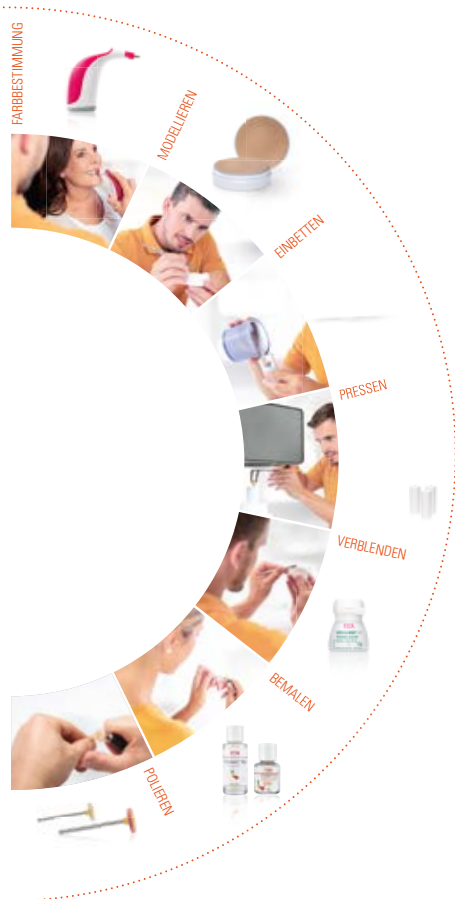 FARBBESTIMMUNG
MODELLIEREN
EINBETTEN
PRESSEN
VERBLENDEN
BEMALEN
POLIEREN